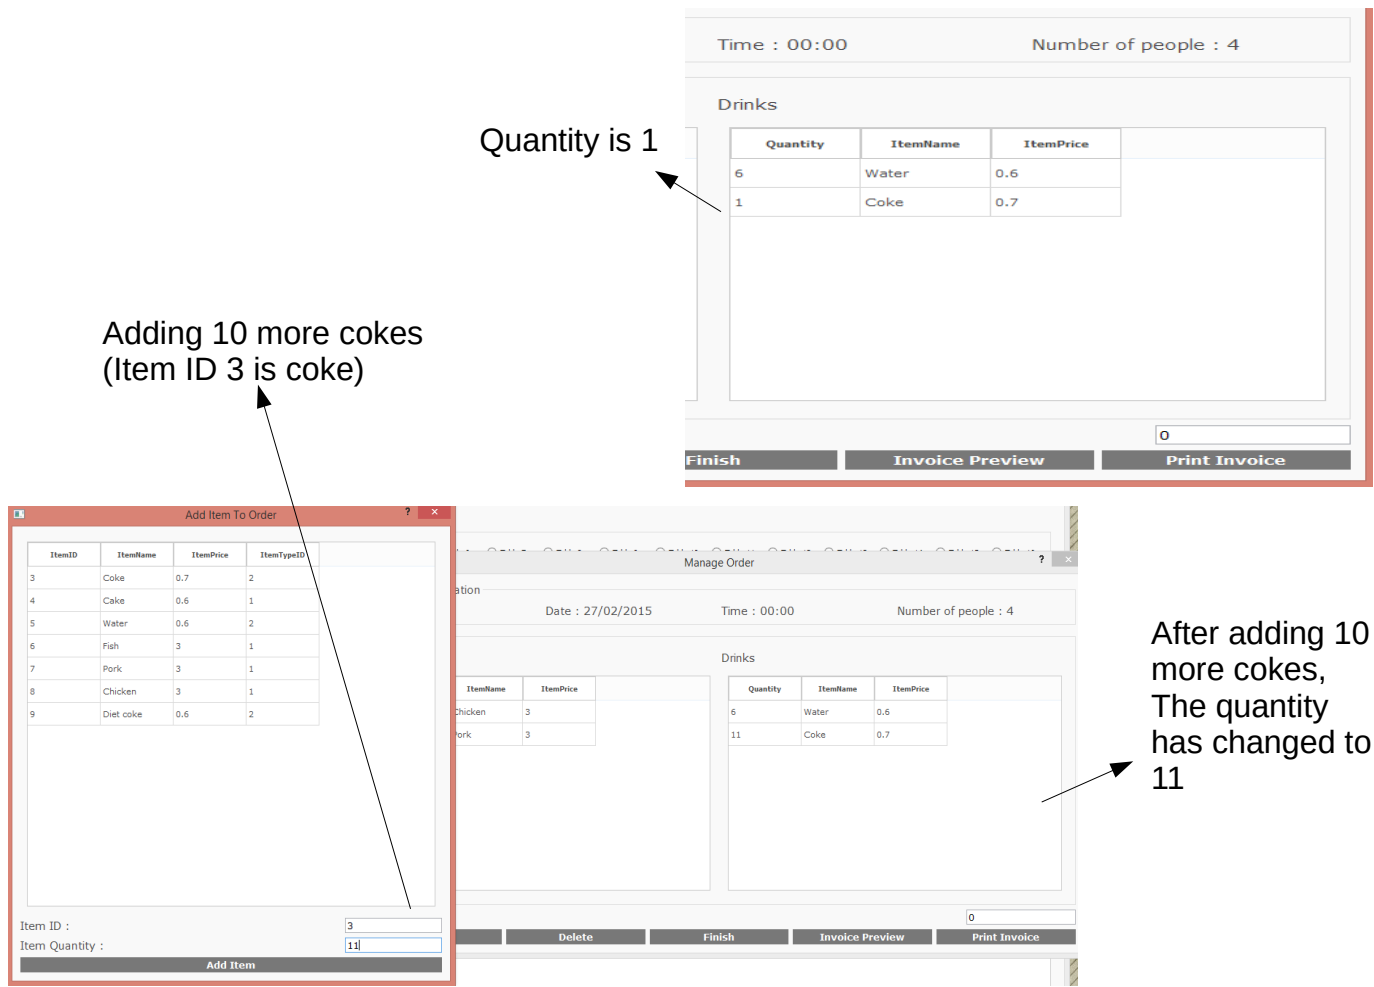 Time : 00:00 Number of people : 4
Drinks
Quantity is 1
Quantity ItemName ItemPrice
6 Water 0.6
1 Coke 0.7
Adding 10 more cokes
(Item ID 3 is coke)
0
Finish Invoice Preview Print Invoice
Add Item To Order ? ×
ItemID ItemName ItemPrice ItemTypeID
3 Coke 0.7 2
4 Cake 0.6 1
5 Water 0.6 2
6 Fish 3 1
7 Pork 3 1
8 Chicken 3 1
9 Diet coke 0.6 2
Item ID : 3
Item Quantity : 11
Add Item
Manage Order ? ×
ation
Date : 27/02/2015 Time : 00:00 Number of people : 4
Drinks
ItemName ItemPrice
Chicken 3
Pork 3
Quantity ItemName ItemPrice
6 Water 0.6
11 Coke 0.7
0
Delete Finish Invoice Preview Print Invoice
After adding 10
more cokes,
The quantity
has changed to
11